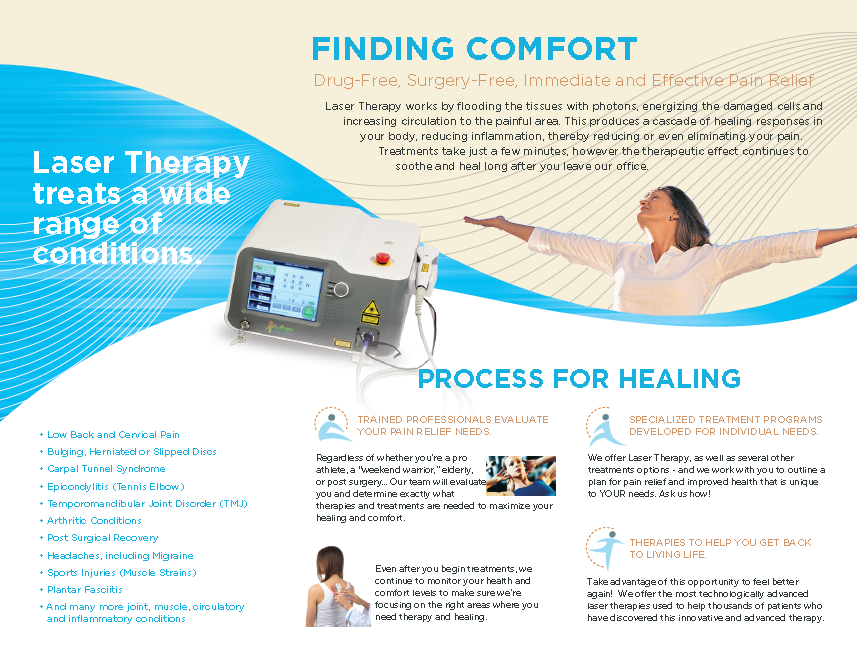 FINDING COMFORT
Drug-Free, Surgery-Free, Immediate and Effective Pain Relief
Laser Therapy works by flooding the tissues with photons, energizing the damaged cells and
increasing circulation to the painful area. This produces a cascade of healing responses in
your body, reducing inflammation, thereby reducing or even eliminating your pain.
Treatments take just a few minutes, however the therapeutic effect continues to
soothe and heal long after you leave our office.
Laser Therapy
treats a wide
range of
conditions.
• Low Back and Cervical Pain
• Bulging, Herniated or Slipped Discs
• Carpal Tunnel Syndrome
• Epicondylitis (Tennis Elbow)
• Temporomandibular Joint Disorder (TMJ)
• Arthritic Conditions
• Post Surgical Recovery
• Headaches, including Migraine
• Sports Injuries (Muscle Strains)
• Plantar Fasciitis
• And many more joint, muscle, circulatory
and inflammatory conditions
PROCESS FOR HEALING
TRAINED PROFESSIONALS EVALUATE
YOUR PAIN RELIEF NEEDS.
Regardless of whether you're a pro
athlete, a "weekend warrior," elderly,
or post surgery... Our team will evaluate
you and determine exactly what
therapies and treatments are needed to maximize your
healing and comfort.
Even after you begin treatments, we
continue to monitor your health and
comfort levels to make sure we're
focusing on the right areas where you
need therapy and healing.
SPECIALIZED TREATMENT PROGRAMS
DEVELOPED FOR INDIVIDUAL NEEDS.
We offer Laser Therapy, as well as several other
treatments options - and we work with you to outline a
plan for pain relief and improved health that is unique
to YOUR needs. Ask us how!
THERAPIES TO HELP YOU GET BACK
TO LIVING LIFE.
Take advantage of this opportunity to feel better
again! We offer the most technologically advanced
laser therapies used to help thousands of patients who
have discovered this innovative and advanced therapy.